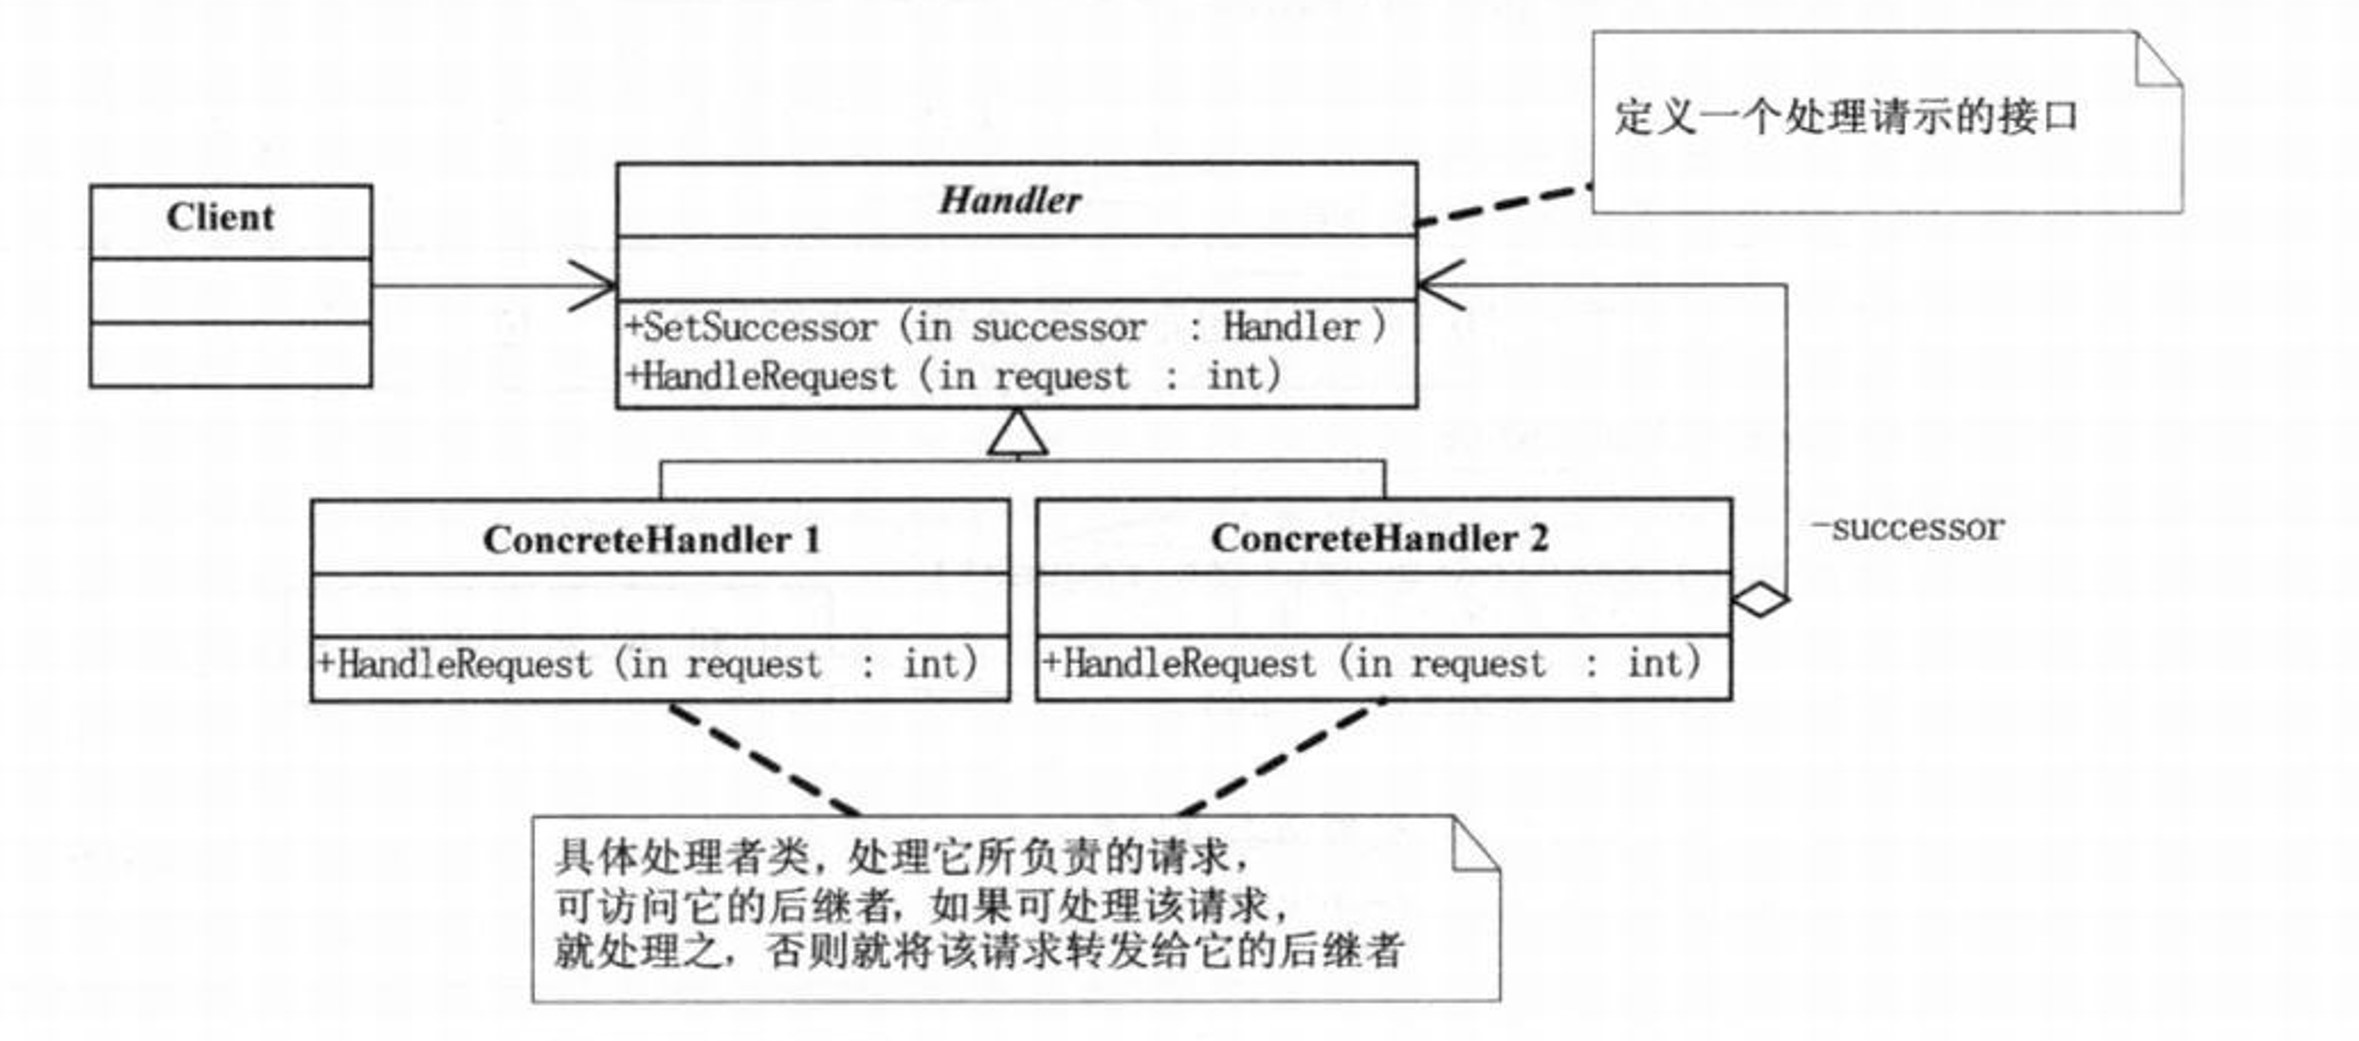 定义一个处理请示的接口
Client
Handler
+SetSuccessor (in successor : Handler)
+HandleRequest (in request : int)
ConcreteHandler 1
ConcreteHandler 2
-successor
+HandleRequest (in request : int)
+HandleRequest (in request : int)
具体处理者类，处理它所负责的请求，
可访问它的后继者，如果可处理该请求，
就处理之，否则就将该请求转发给它的后继者